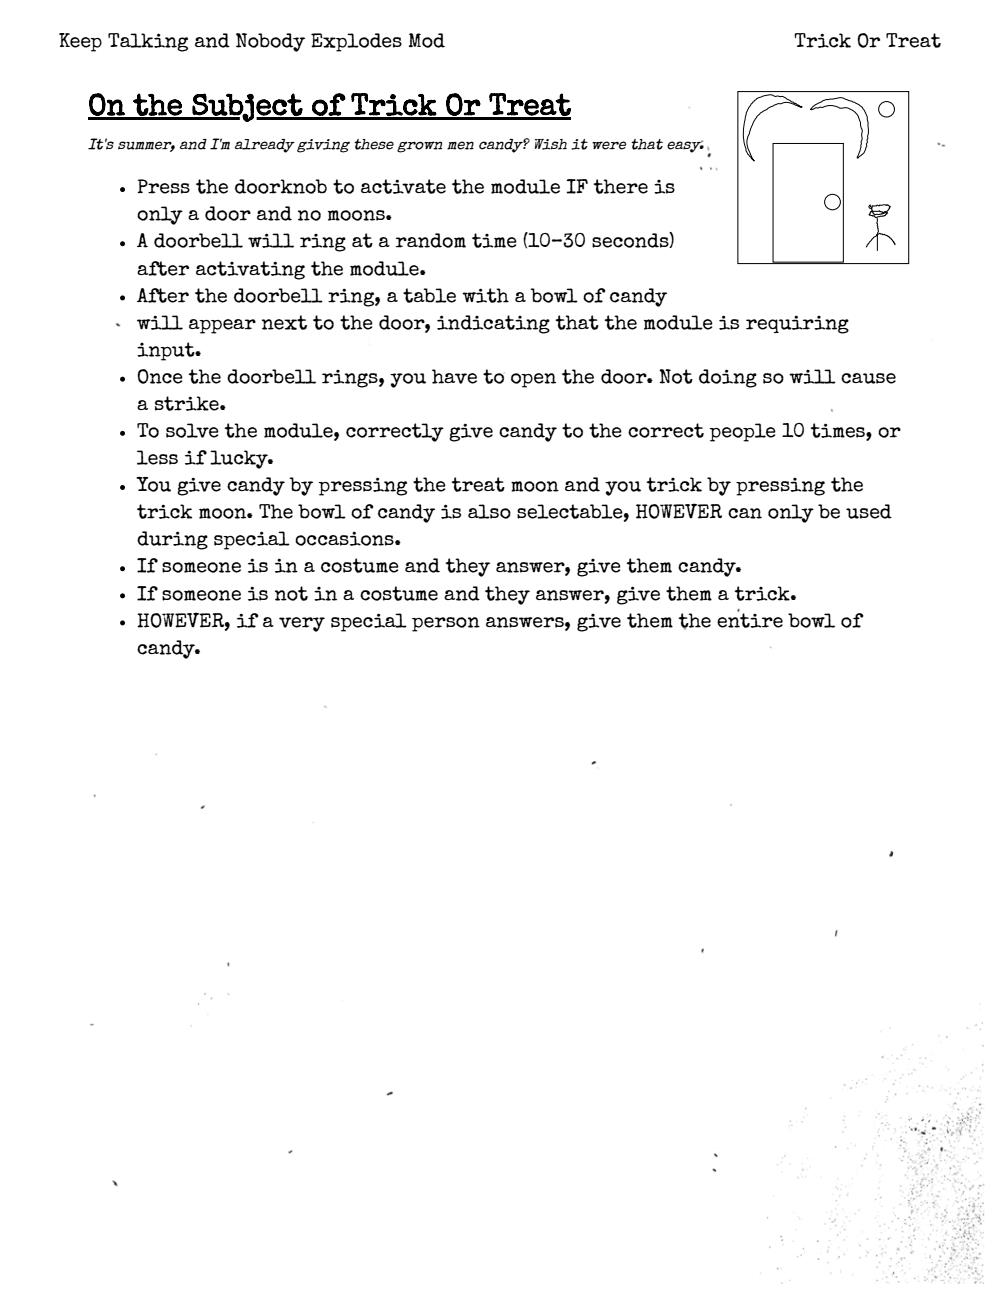 Keep Talking and Nobody Explodes Mod
Trick Or Treat
On the Subject of Trick Or Treat
It's summer, and I'm already giving these grown men candy? Wish it were that easy.
• Press the doorknob to activate the module IF there is
only a door and no moons.
• A doorbell will ring at a random time (10-30 seconds)
after activating the module.
• After the doorbell ring, a table with a bowl of candy
will appear next to the door, indicating that the module is requiring
input.
• Once the doorbell rings, you have to open the door. Not doing so will cause
a strike.
• To solve the module, correctly give candy to the correct people 10 times, or
less if lucky.
• You give candy by pressing the treat moon and you trick by pressing the
trick moon. The bowl of candy is also selectable, HOWEVER can only be used
during special occasions.
• If someone is in a costume and they answer, give them candy.
• If someone is not in a costume and they answer, give them a trick.
• HOWEVER, if a very special person answers, give them the entire bowl of
candy.